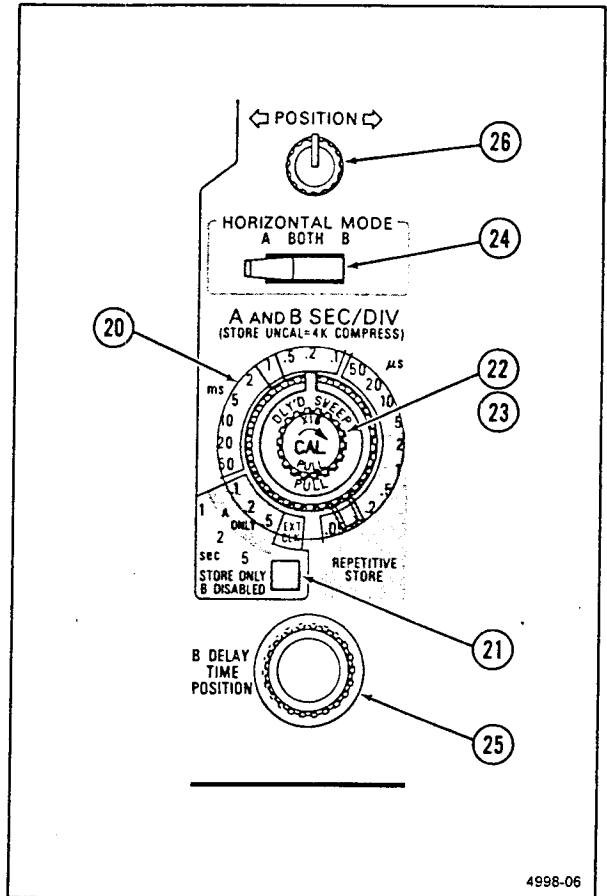 POSITION
26
HORIZONTAL MODE
A BOTH B
24
A AND B SEC/DIV
(STORE UNCAL=4K COMPRESS)
20
ms
50
20
10
5
2
1
.5
.2
.1
50
20
10
5
2
1
.5
.2
.1
.05
µs
22
23
DLY'D SWEEP
X10
CAL
PULL
PULL
.1
.2
.5
A ONLY
1
2
5
sec
EXT CLK
STORE ONLY
B DISABLED
REPETITIVE
STORE
21
B DELAY
TIME
POSITION
25
4998-06